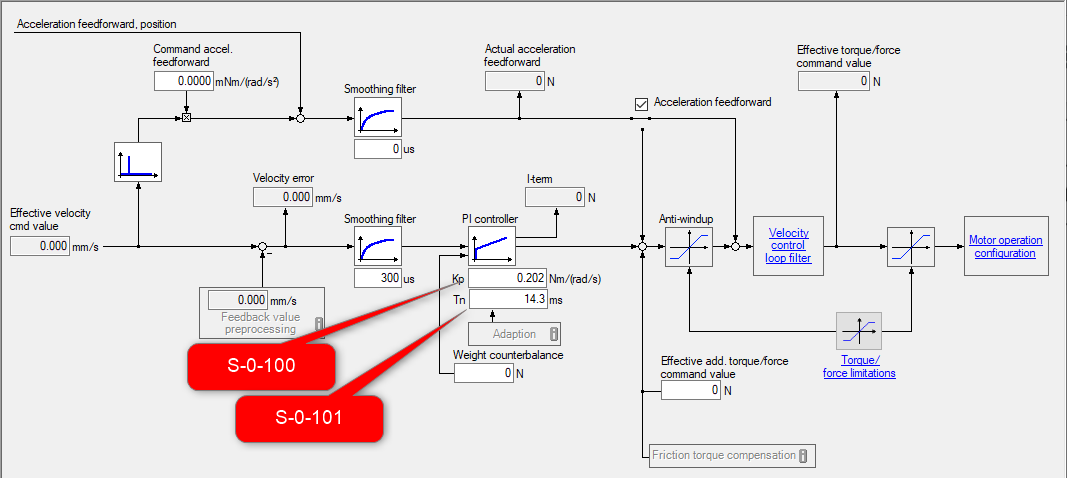 Acceleration feedforward, position
Command accel.
feedforward
0.0000 mNm/(rad/s²)
Smoothing filter
0 us
Actual acceleration
feedforward
0 N
Acceleration feedforward
Effective torque/force
command value
0 N
Effective velocity
cmd value
0.000 mm/s
Velocity error
0.000 mm/s
Smoothing filter
300 us
PI controller
I-term
0 N
Kp 0.202 Nm/(rad/s)
Tn 14.3 ms
Adaption
Weight counterbalance
0 N
0.000 mm/s
Feedback value
preprocessing
S-0-100
S-0-101
Anti-windup
Velocity
control
loop filter
Motor operation
configuration
Torque/
force limitations
Effective add. torque/force
command value
0 N
Friction torque compensation